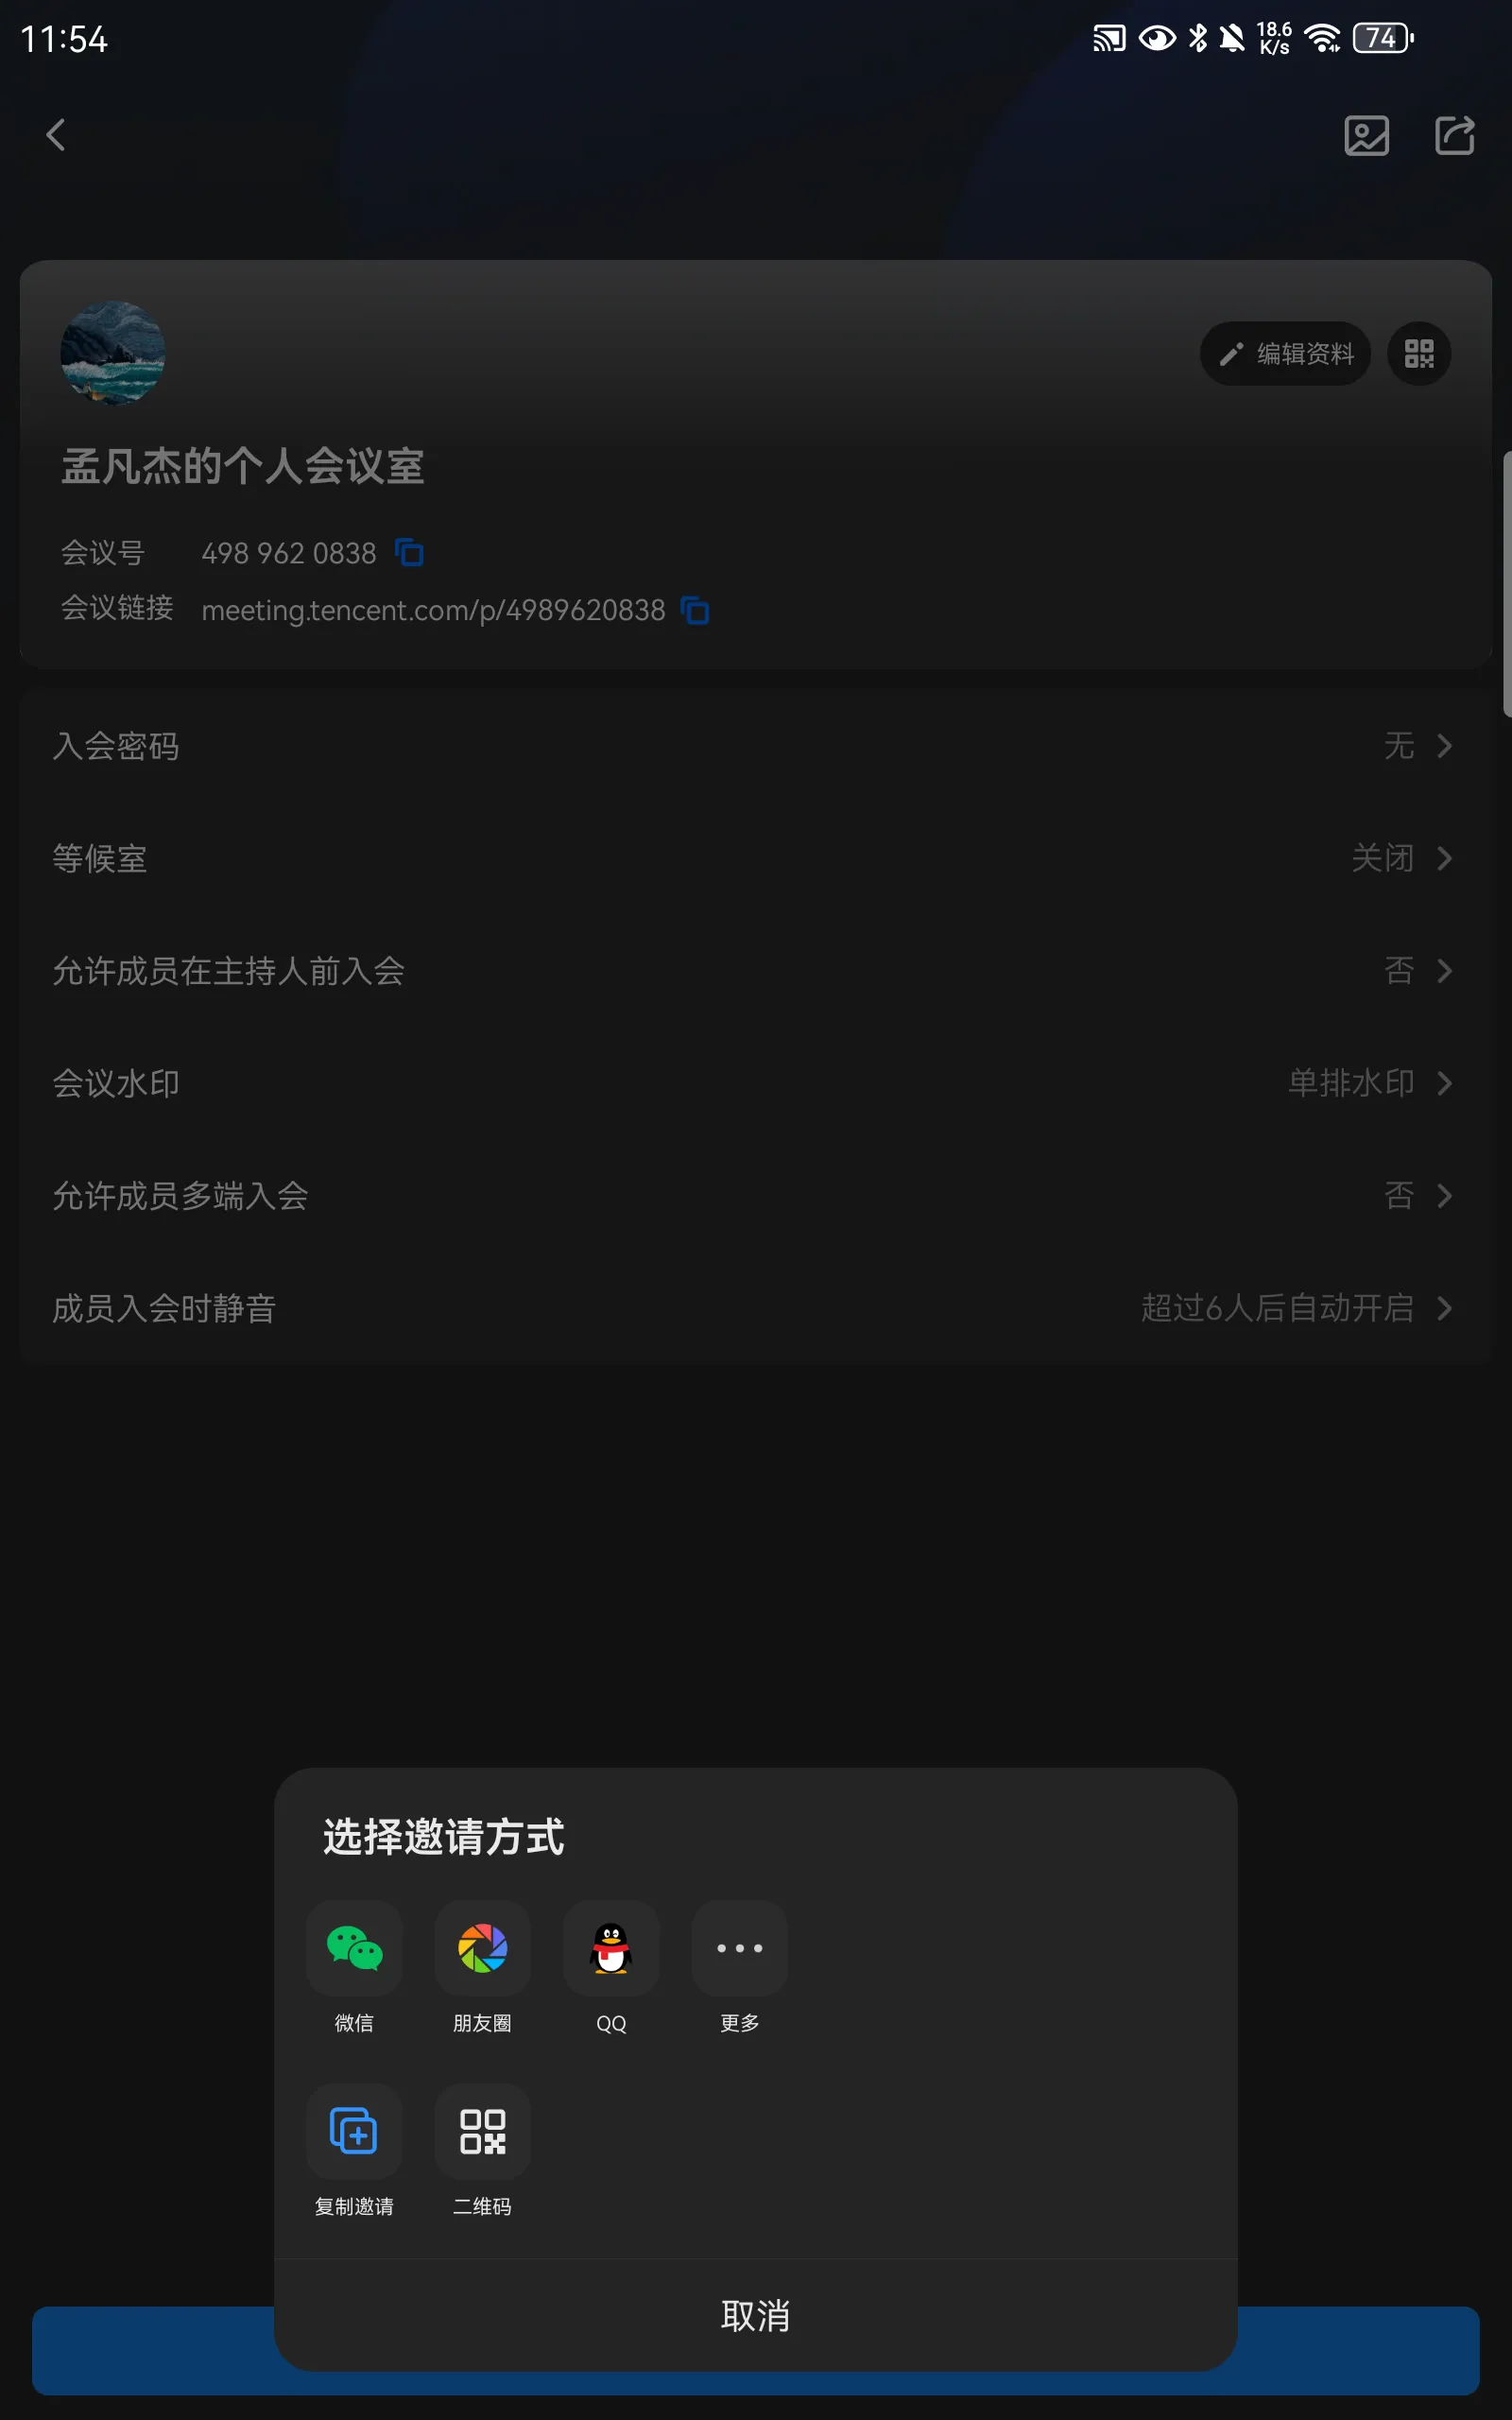 11:54
18.6 K/s
74
编辑资料
孟凡杰的个人会议室
会议号 498 962 0838
会议链接 meeting.tencent.com/p/4989620838
入会密码 无
等候室 关闭
允许成员在主持人前入会 否
会议水印 单排水印
允许成员多端入会 否
成员入会时静音 超过6人后自动开启
选择邀请方式
微信 朋友圈 QQ 更多
复制邀请 二维码
取消